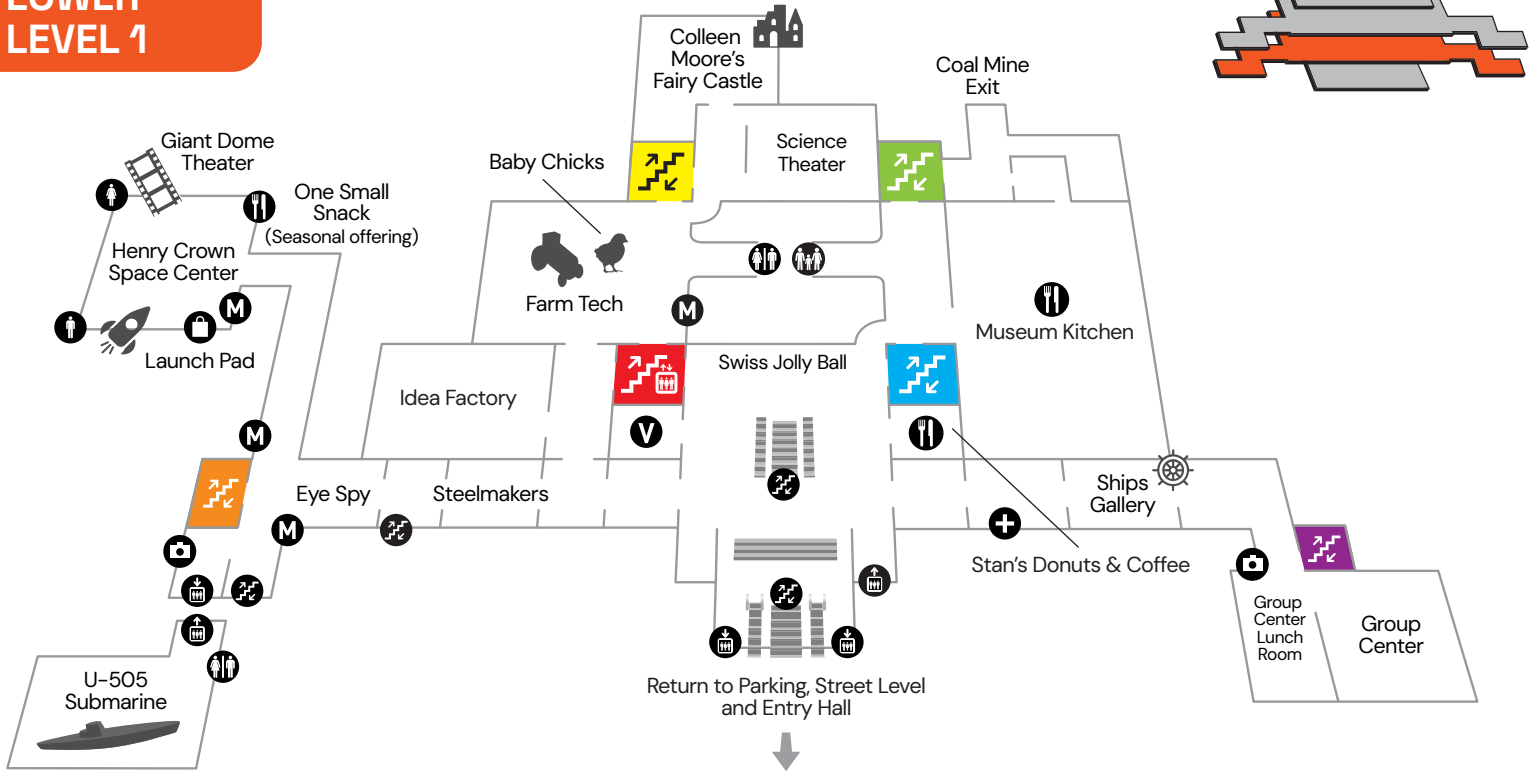 LOWER
LEVEL 1
Colleen
Moore's
Fairy Castle
Coal Mine
Exit
Giant Dome
Theater
Science
Theater
Baby Chicks
One Small
Snack
(Seasonal offering)
Henry Crown
Space Center
M
Launch Pad
Farm Tech
M
Museum Kitchen
Swiss Jolly Ball
Idea Factory
M
V
Eye Spy
Steelmakers
Ships
Gallery
M
Stan's Donuts & Coffee
Group
Center
Lunch
Room
Group
Center
U-505
Submarine
Return to Parking, Street Level
and Entry Hall